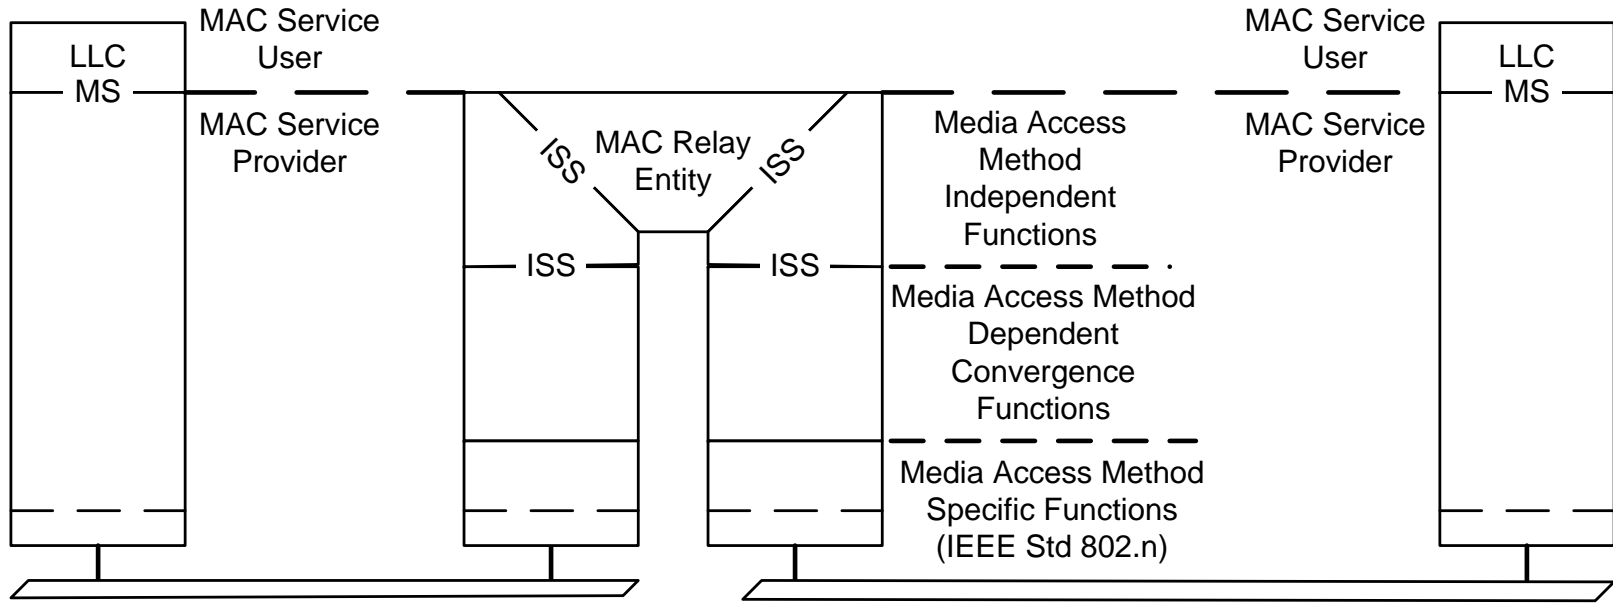 LLC
MS
MAC Service
User
MAC Service
Provider
ISS
MAC Relay
Entity
ISS
ISS
ISS
Media Access
Method
Independent
Functions
Media Access Method
Dependent
Convergence
Functions
Media Access Method
Specific Functions
(IEEE Std 802.n)
MAC Service
User
MAC Service
Provider
LLC
MS